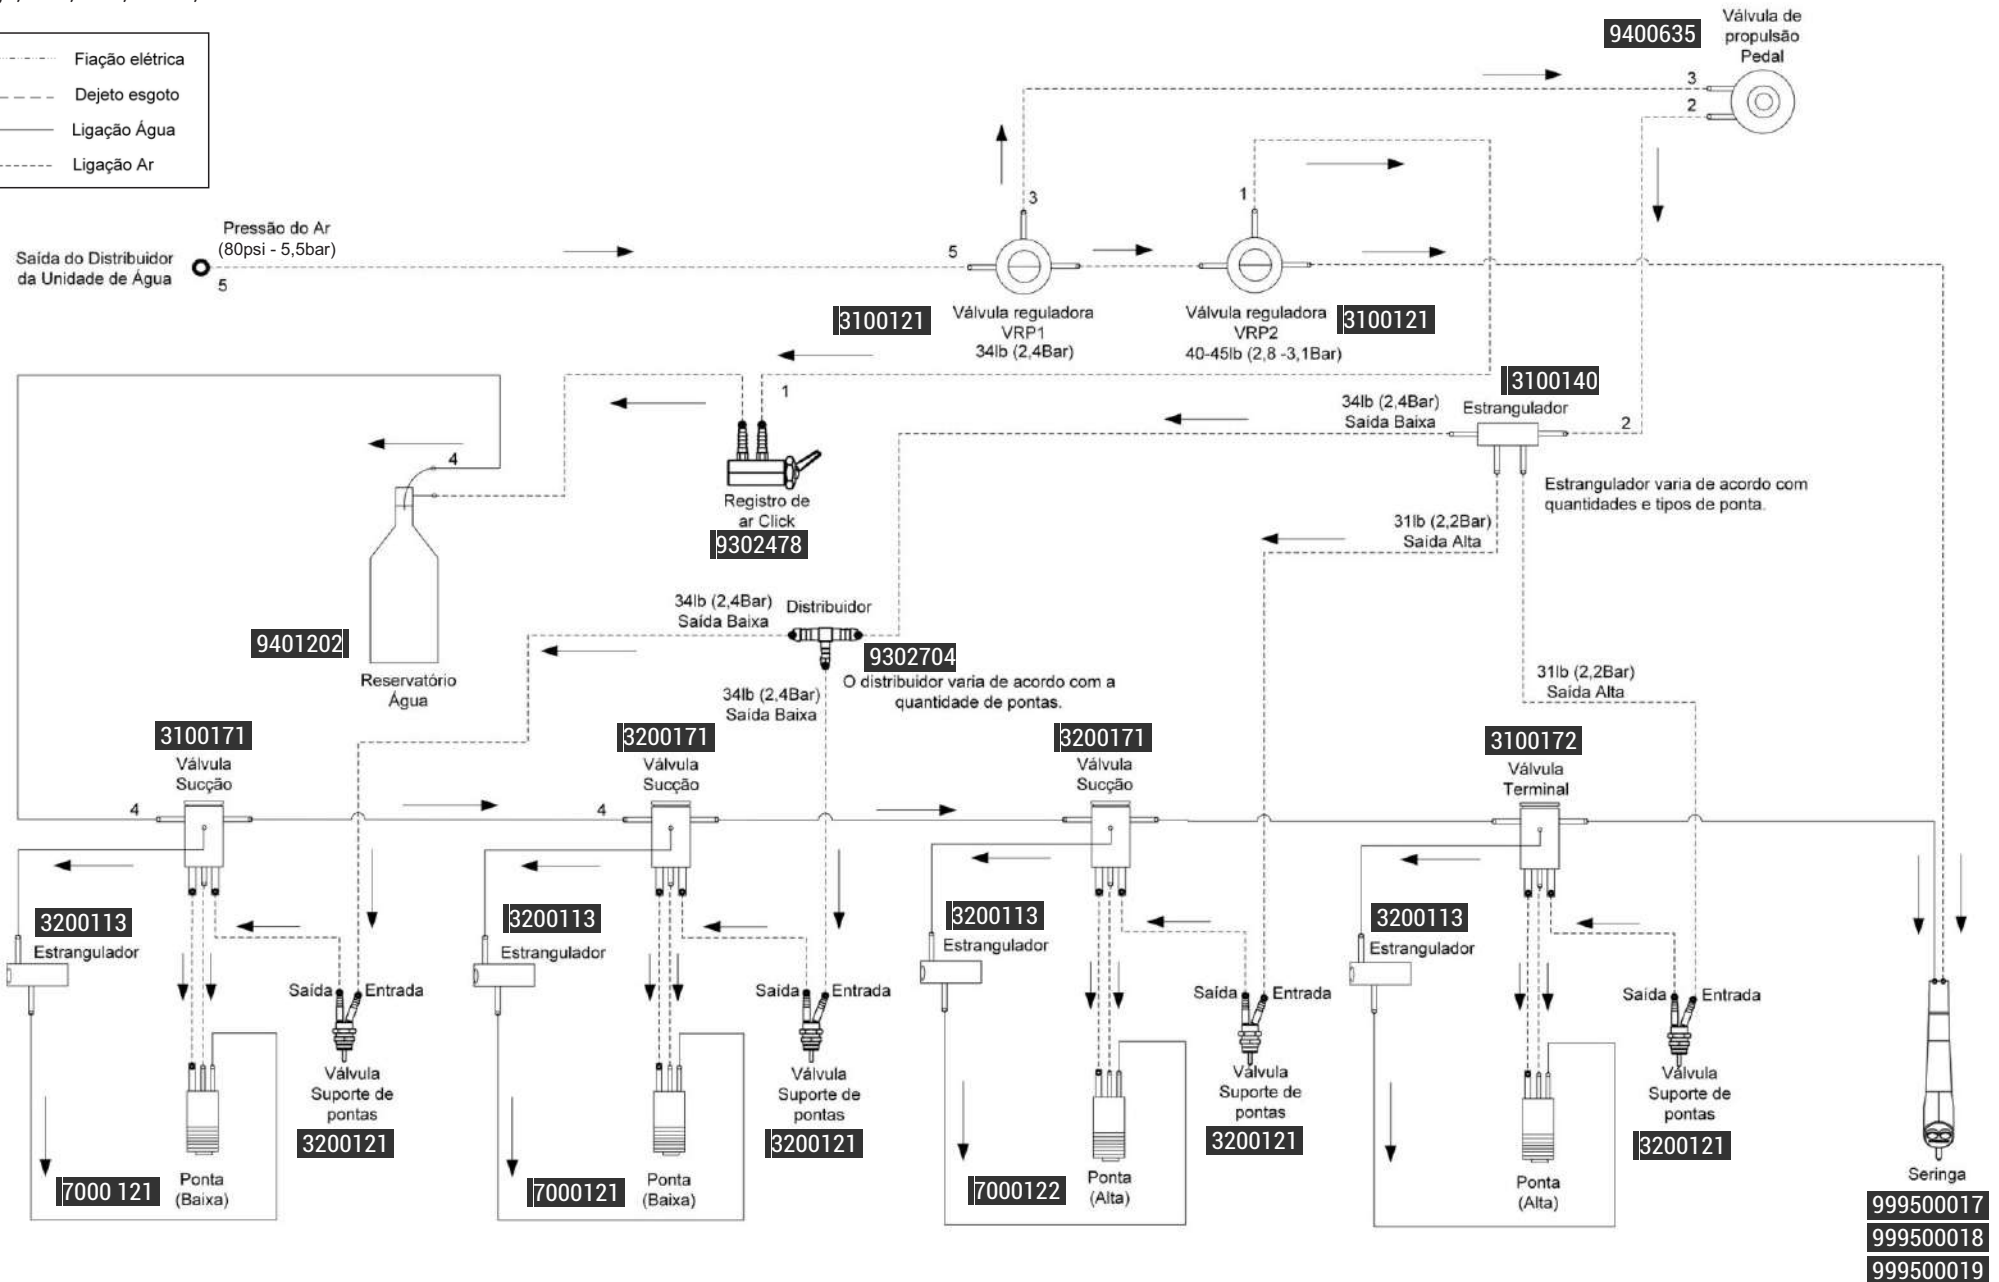 Fiação elétrica
Dejeto esgoto
Ligação Água
Ligação Ar
9400635
Válvula de
propulsão
Pedal
3
2
Saída do Distribuidor
da Unidade de Água
Pressão do Ar
(80psi - 5,5bar)
5
5
3
1
3100121
Válvula reguladora
VRP1
34lb (2,4Bar)
Válvula reguladora
VRP2
40-45lb (2,8 -3,1Bar)
3100121
1
4
Registro de
ar Click
9302478
34lb (2,4Bar)
Saída Baixa
3100140
Estrangulador
2
Estrangulador varia de acordo com
quantidades e tipos de ponta.
31lb (2,2Bar)
Saída Alta
31lb (2,2Bar)
Saída Alta
9401202
Reservatório
Água
34lb (2,4Bar)
Saída Baixa
Distribuidor
9302704
O distribuidor varia de acordo com a
quantidade de pontas.
34lb (2,4Bar)
Saída Baixa
3100171
Válvula
Sucção
3200171
Válvula
Sucção
3200171
Válvula
Sucção
3100172
Válvula
Terminal
4
4
3200113
Estrangulador
3200113
Estrangulador
3200113
Estrangulador
3200113
Estrangulador
Saída
Entrada
Saída
Entrada
Saída
Entrada
Saída
Entrada
Válvula
Suporte de
pontas
3200121
Válvula
Suporte de
pontas
3200121
Válvula
Suporte de
pontas
3200121
Válvula
Suporte de
pontas
3200121
7000 121
Ponta
(Baixa)
7000121
Ponta
(Baixa)
7000122
Ponta
(Alta)
Ponta
(Alta)
Seringa
999500017
999500018
999500019